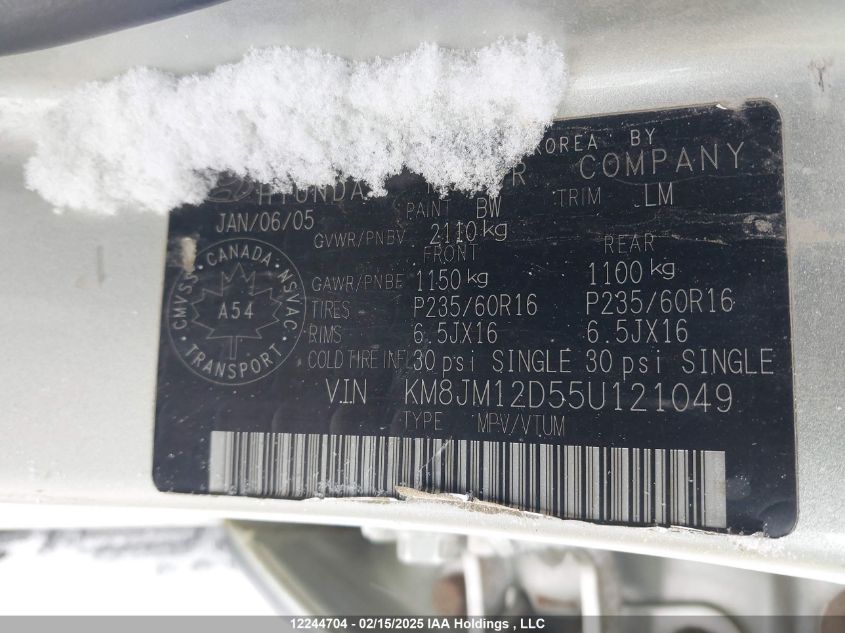 KOREA BY
HYUNDAI COMPANY
JAN/06/05 PAINT BW TRIM LM
GVWR/PNBV 2110 kg
FRONT REAR
GAWR/PNBE 1150 kg 1100 kg
TIRES P235/60R16 P235/60R16
RIMS 6.5JX16 6.5JX16
COLD TIRE INFL 30 psi SINGLE 30 psi SINGLE
VIN KM8JM12D55U121049
TYPE MPV/VTUM
CANADA
CMVSS NSVAC
A54
TRANSPORT
12244704 - 02/15/2025 IAA Holdings , LLC